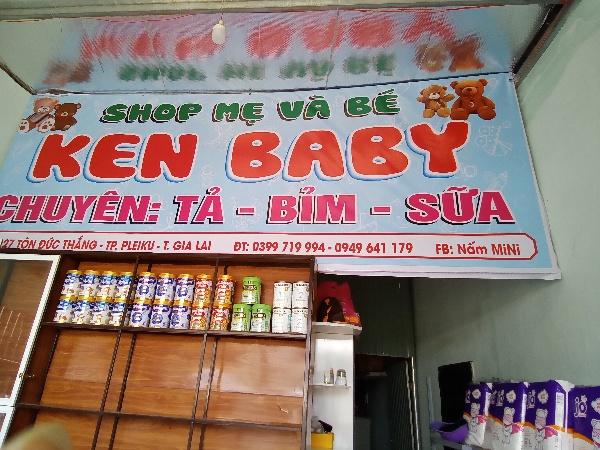 SHOP MẸ VÀ BÉ
KEN BABY
CHUYÊN: TẢ - BỈM - SỮA
27 TÔN ĐỨC THẮNG - TP. PLEIKU - T. GIA LAI ĐT: 0399 719 994 - 0949 641 179 FB: Nấm MiNi